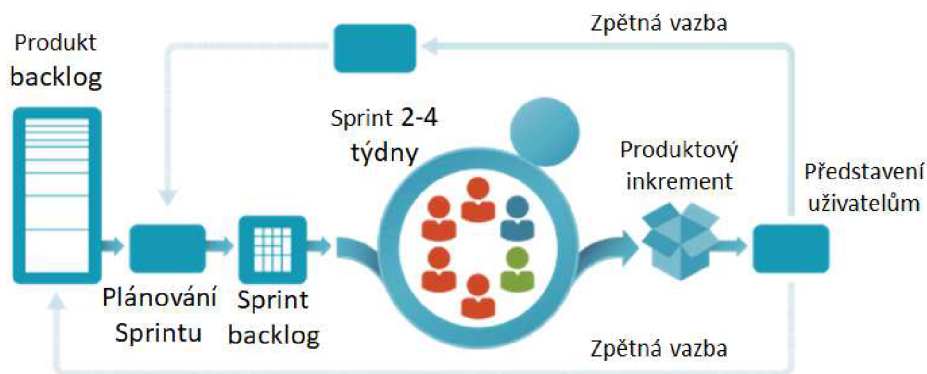 Zpětná vazba
Produkt
backlog
Sprint 2-4
týdny
Produktový
inkrement
Představení
uživatelům
Plánování
Sprintu
Sprint
backlog
Zpětná vazba